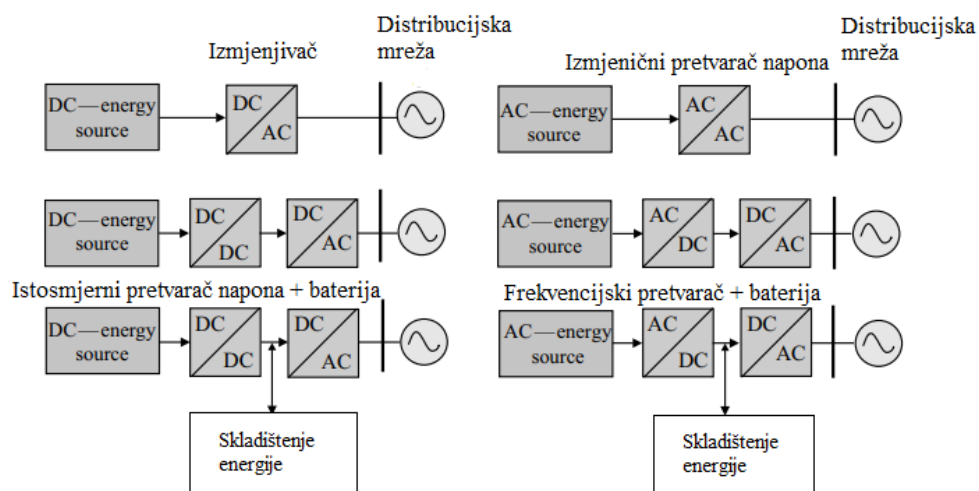 Izmjenjivač
Distribucijska
mreža
DC—energy
source
DC
AC
DC—energy
source
DC
DC
DC
AC
Istosmjerni pretvarač napona + baterija
DC—energy
source
DC
DC
DC
AC
Skladištenje
energije
Izmjenični pretvarač napona
Distribucijska
mreža
AC—energy
source
AC
AC
AC—energy
source
AC
DC
DC
AC
Frekvencijski pretvarač + baterija
AC—energy
source
AC
DC
DC
AC
Skladištenje
energije